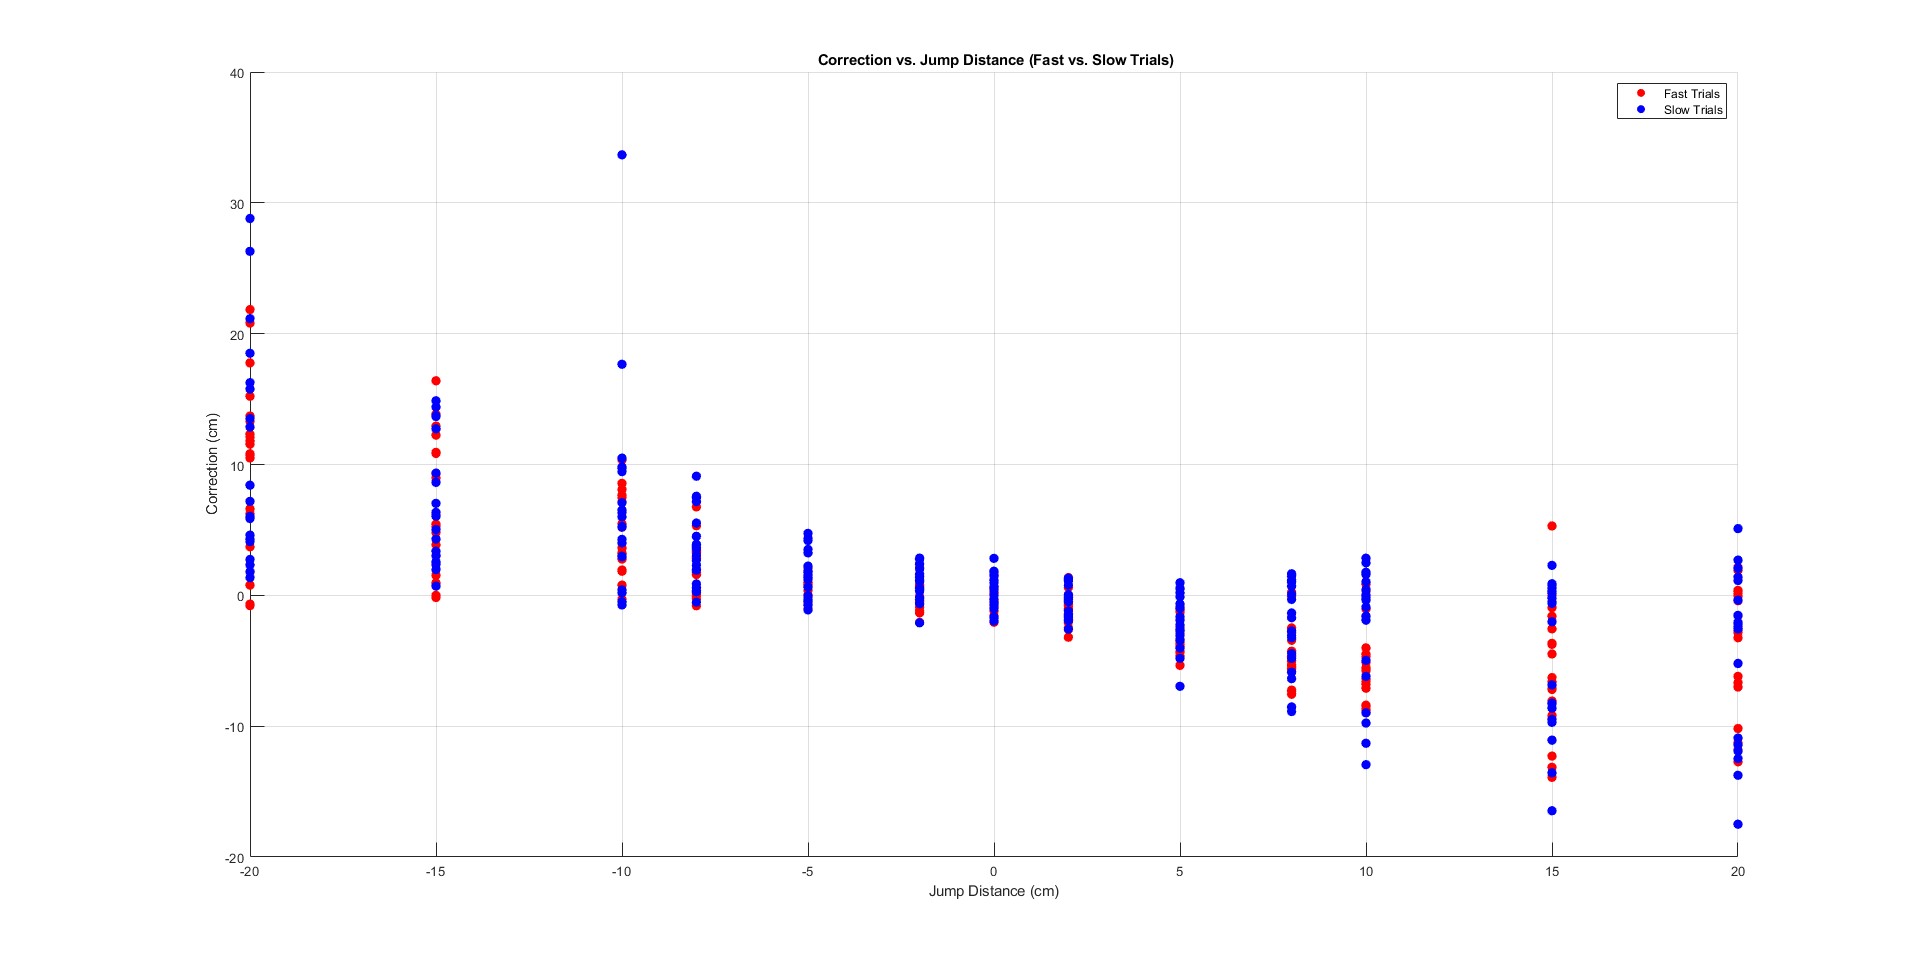 Correction vs. Jump Distance (Fast vs. Slow Trials)
Fast Trials
Slow Trials
40
30
20
10
0
-10
-20
Correction (cm)
-20 -15 -10 -5 0 5 10 15 20
Jump Distance (cm)